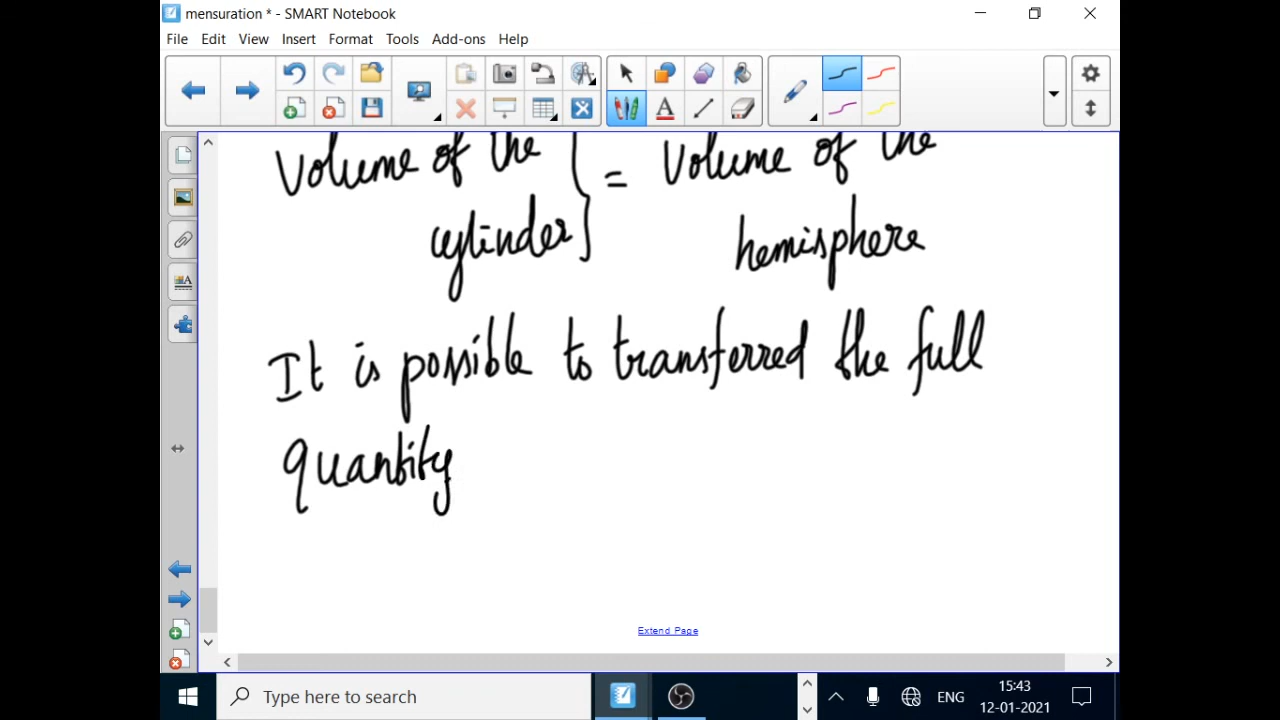 mensuration * - SMART Notebook
File Edit View Insert Format Tools Add-ons Help
Volume of the } = Volume of the
cylinder hemisphere
It is possible to transferred the full
quantity
Extend Page
Type here to search
ENG
15:43
12-01-2021